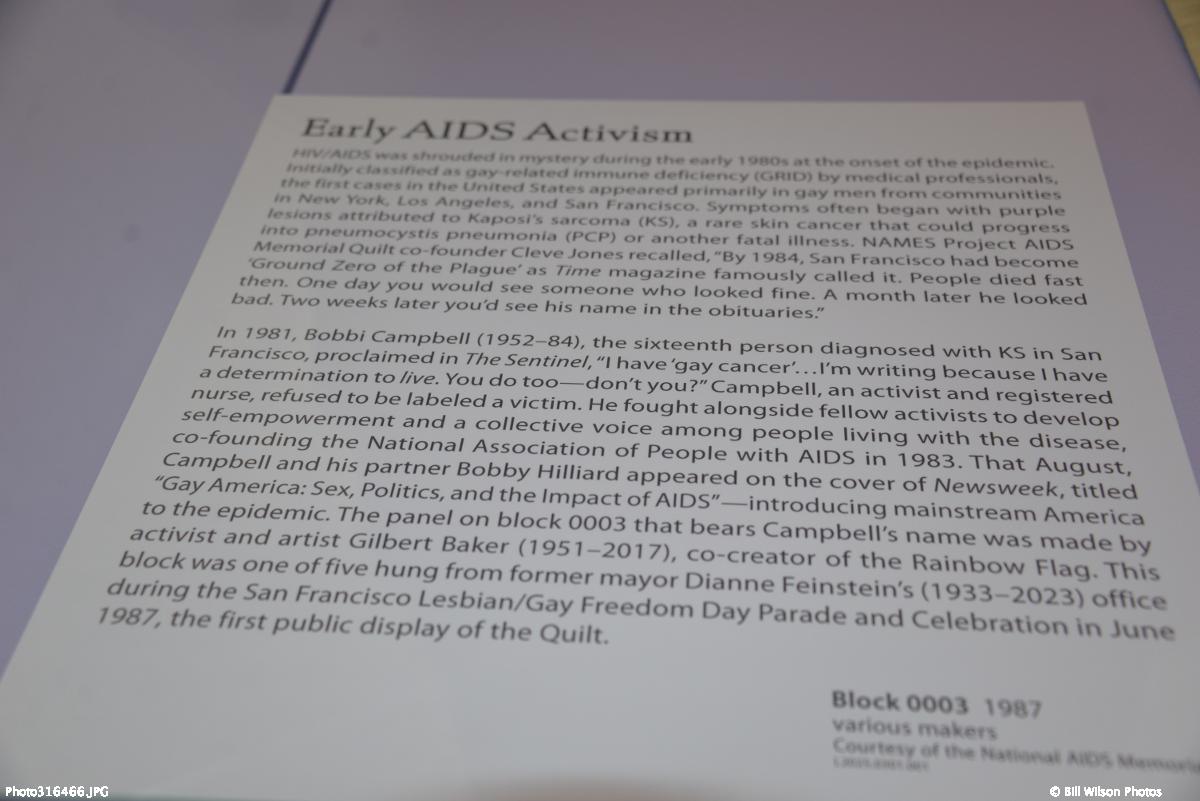 Early AIDS Activism
HIV/AIDS was shrouded in mystery during the early 1980s at the onset of the epidemic.
Initially classified as gay-related immune deficiency (GRID) by medical professionals,
the first cases in the United States appeared primarily in gay men from communities
in New York, Los Angeles, and San Francisco. Symptoms often began with purple
lesions attributed to Kaposi's sarcoma (KS), a rare skin cancer that could progress
into pneumocystis pneumonia (PCP) or another fatal illness. NAMES Project AIDS
Memorial Quilt co-founder Cleve Jones recalled, "By 1984, San Francisco had become
'Ground Zero of the Plague' as Time magazine famously called it. People died fast
then. One day you would see someone who looked fine. A month later he looked
bad. Two weeks later you'd see his name in the obituaries."
In 1981, Bobbi Campbell (1952–84), the sixteenth person diagnosed with KS in San
Francisco, proclaimed in The Sentinel, "I have 'gay cancer'…I'm writing because I have
a determination to live. You do too—don't you?" Campbell, an activist and registered
nurse, refused to be labeled a victim. He fought alongside fellow activists to develop
self-empowerment and a collective voice among people living with the disease,
co-founding the National Association of People with AIDS in 1983. That August,
Campbell and his partner Bobby Hilliard appeared on the cover of Newsweek, titled
"Gay America: Sex, Politics, and the Impact of AIDS"—introducing mainstream America
to the epidemic. The panel on block 0003 that bears Campbell's name was made by
activist and artist Gilbert Baker (1951–2017), co-creator of the Rainbow Flag. This
block was one of five hung from former mayor Dianne Feinstein's (1933–2023) office
during the San Francisco Lesbian/Gay Freedom Day Parade and Celebration in June
1987, the first public display of the Quilt.
Block 0003 1987
various makers
Courtesy of the National AIDS Memoria
Photo316466.JPG
© Bill Wilson Photos